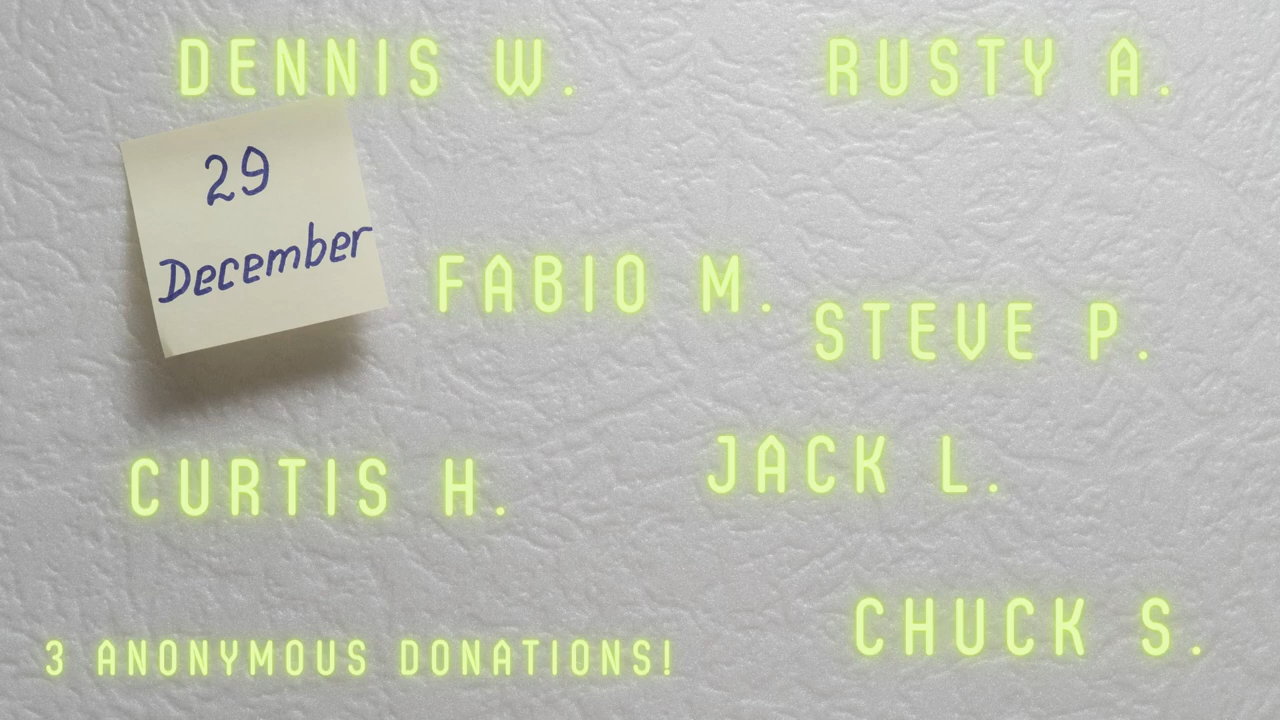 DENNIS W.
RUSTY A.
29
December
FABIO M.
STEVE P.
JACK L.
CURTIS H.
CHUCK S.
3 ANONYMOUS DONATIONS!